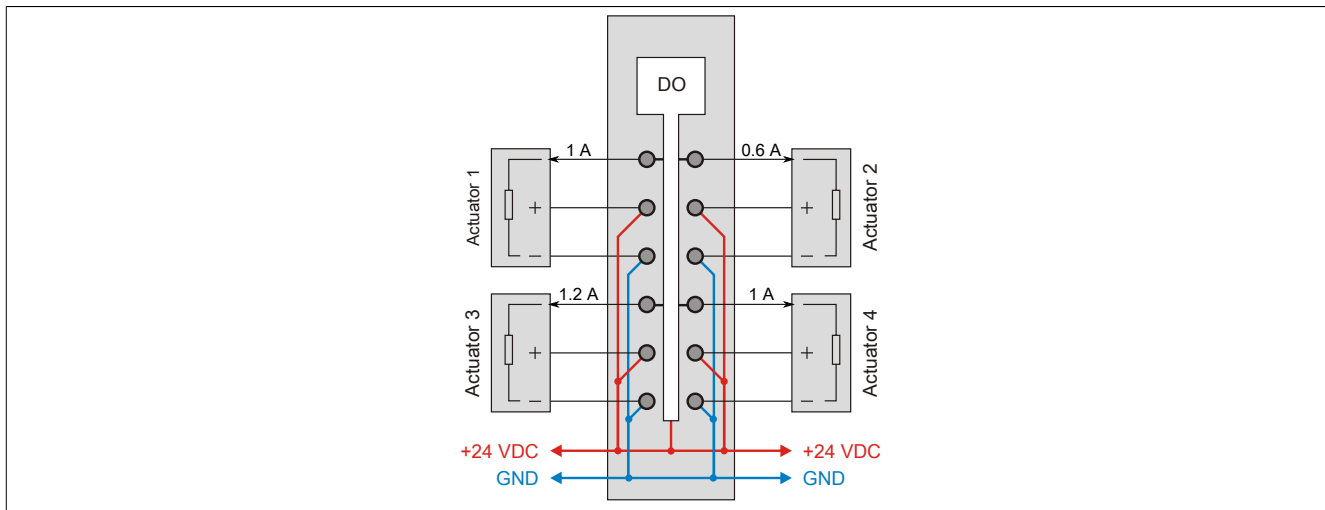 DO
1 A
0.6 A
Actuator 1
+
−
+
−
Actuator 2
1.2 A
1 A
Actuator 3
+
−
+
−
Actuator 4
+24 VDC
+24 VDC
GND
GND